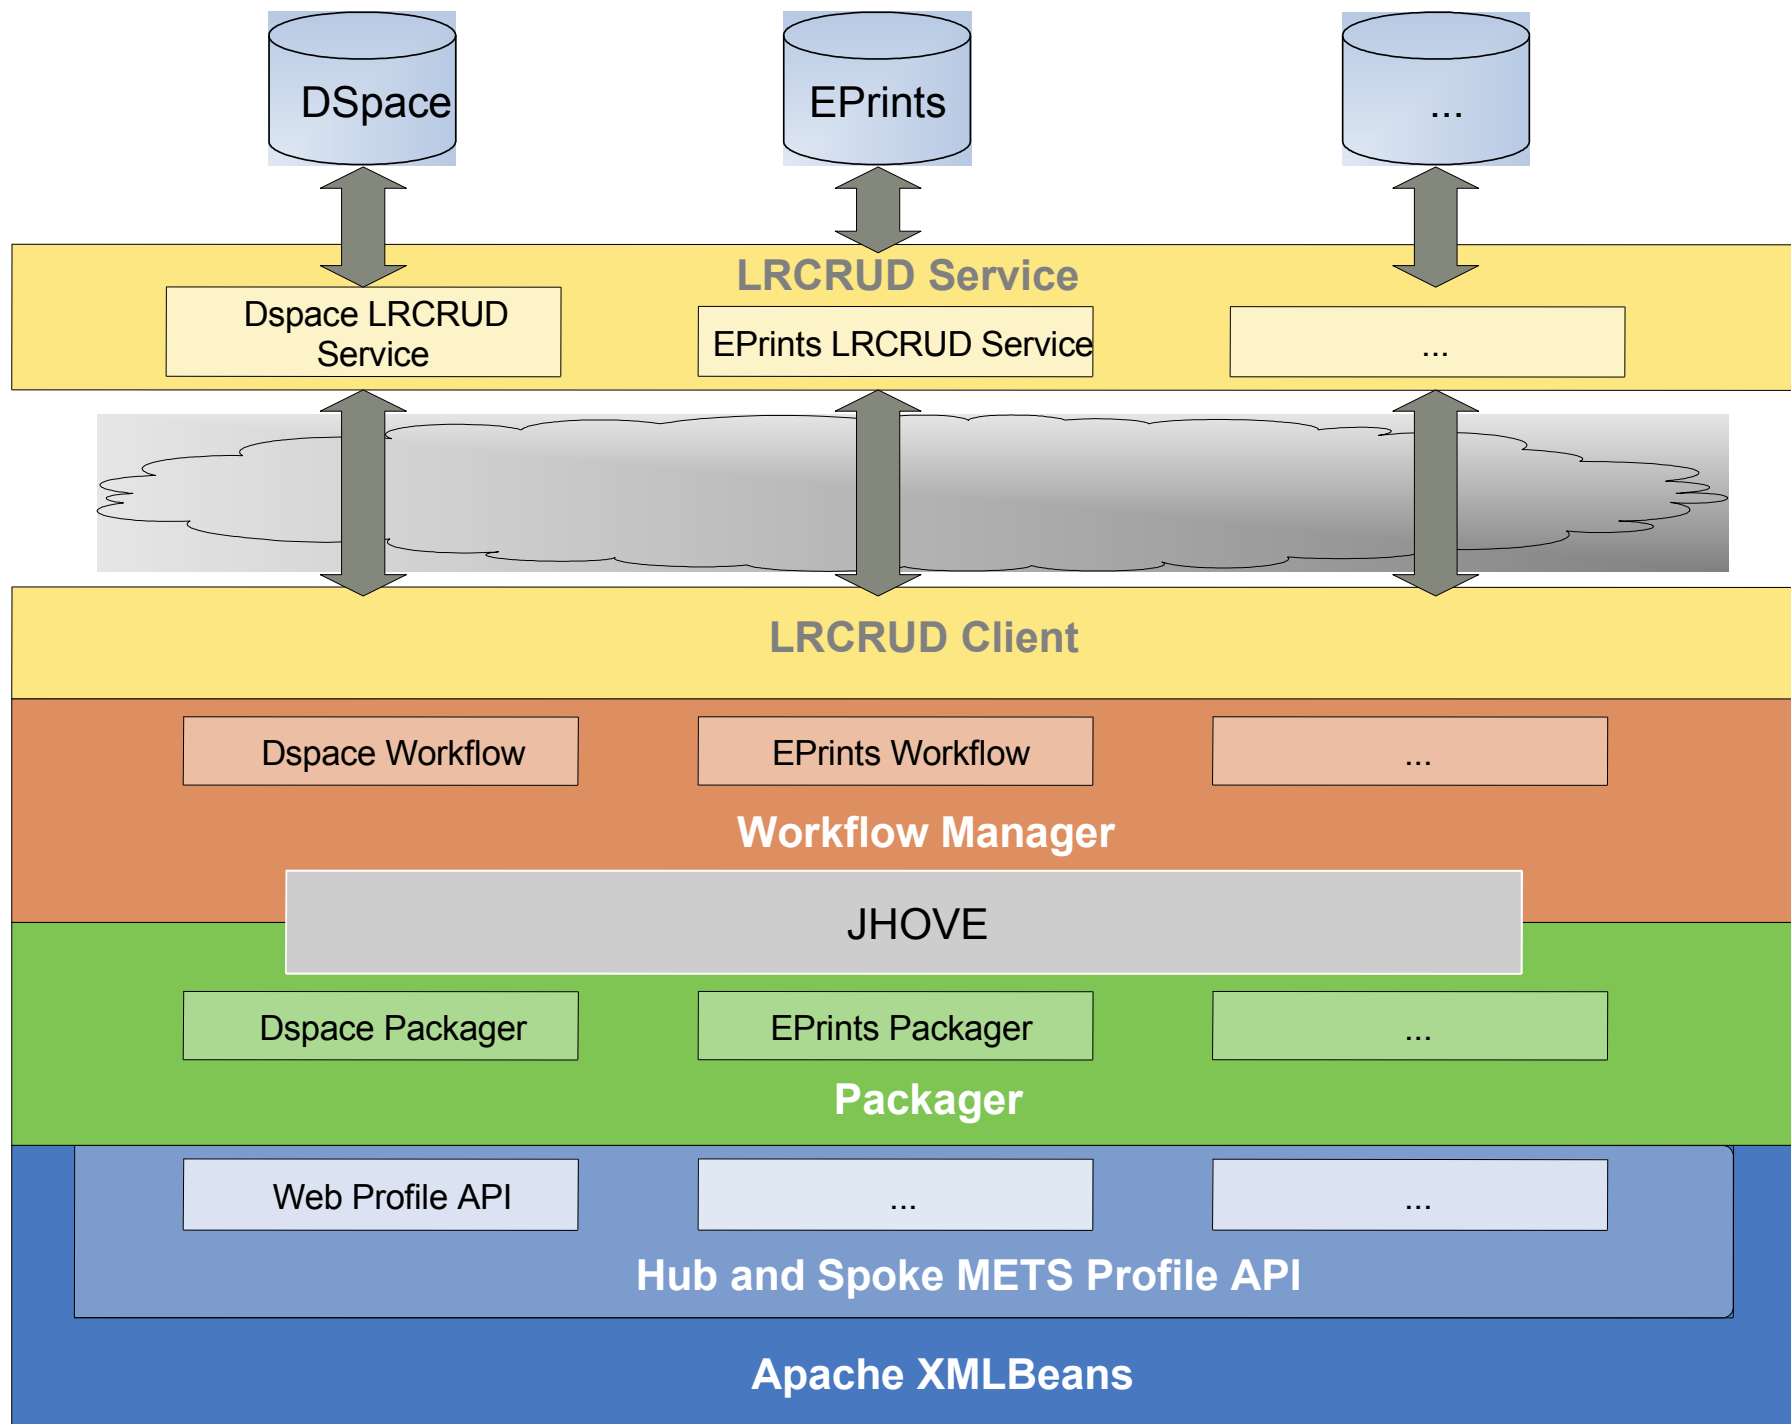 DSpace
EPrints
...
LRCRUD Service
Dspace LRCRUD
Service
EPrints LRCRUD Service
...
LRCRUD Client
Dspace Workflow
EPrints Workflow
...
Workflow Manager
JHOVE
Dspace Packager
EPrints Packager
...
Packager
Web Profile API
...
...
Hub and Spoke METS Profile API
Apache XMLBeans